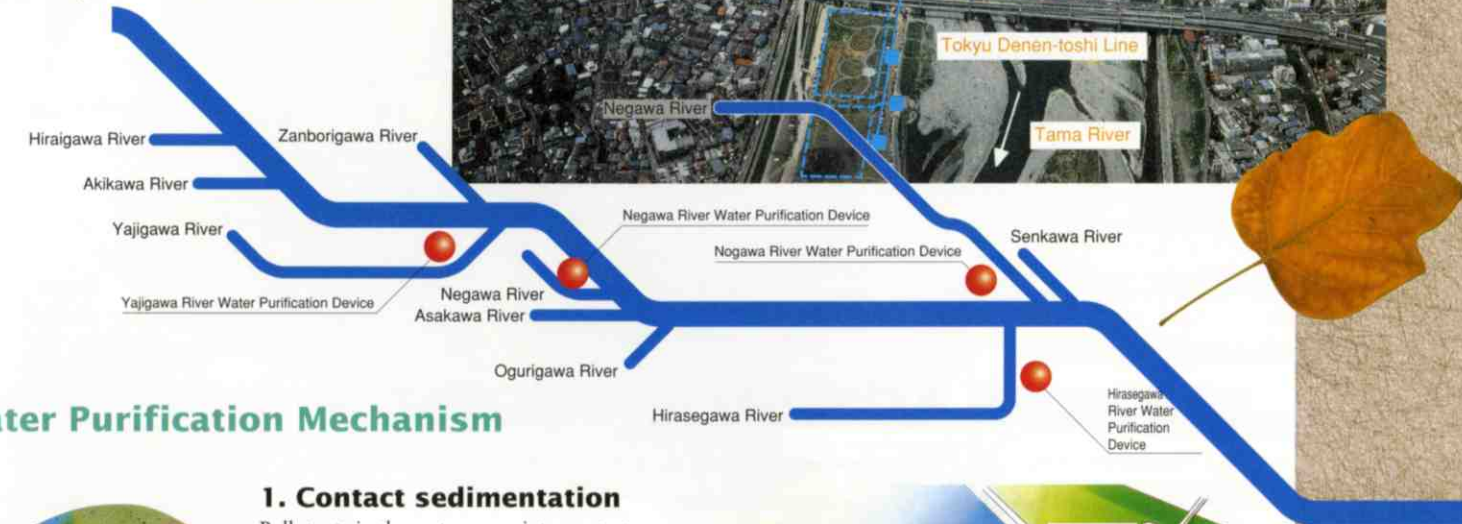 Tokyu Denen-toshi Line
Negawa River
Tama River
Hiraigawa River
Zanborigawa River
Akikawa River
Yajigawa River
Negawa River Water Purification Device
Nogawa River Water Purification Device
Senkawa River
Yajigawa River Water Purification Device
Negawa River
Asakawa River
Ogurigawa River
Hirasegawa River
Hirasegawa
River Water
Purification
Device
Purification Mechanism
1. Contact sedimentation